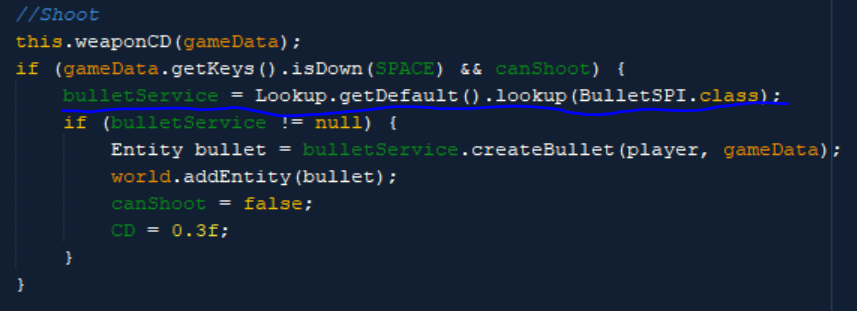 //Shoot
this.weaponCD(gameData);
if (gameData.getKeys().isDown(SPACE) && canShoot) {
bulletService = Lookup.getDefault().lookup(BulletSPI.class);
if (bulletService != null) {
Entity bullet = bulletService.createBullet(player, gameData);
world.addEntity(bullet);
canShoot = false;
CD = 0.3f;
}
}